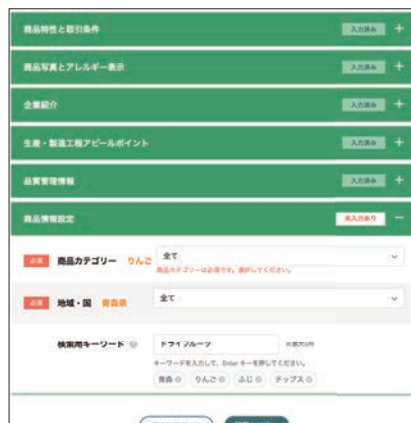 商品特性と取引条件 入力済み +
商品写真とアレルギー表示 入力済み +
企業紹介 入力済み +
生産・製造工程アピールポイント 入力済み +
品質管理情報 入力済み +
商品情報設定 未入力あり −
必須 商品カテゴリー りんご 全て
商品カテゴリーは必須です。選択してください。
必須 地域・国 青森県 全て
検索用キーワード ドライフルーツ ※最大5件
キーワードを入力して、Enter キーを押してください。
青森 りんご ふじ チップス